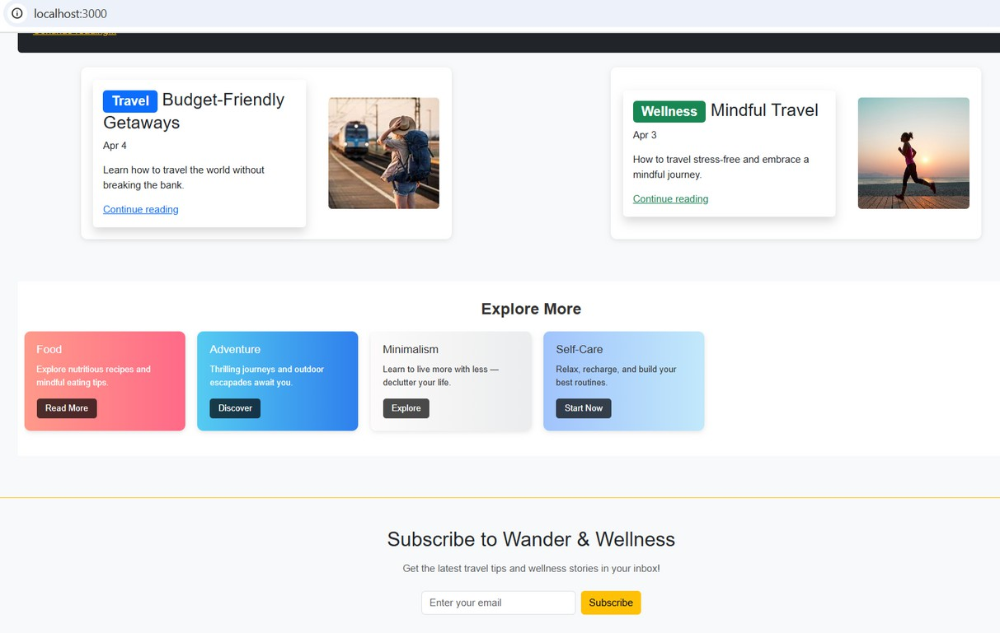 localhost:3000
Continue reading...
Travel Budget-Friendly
Getaways
Apr 4
Learn how to travel the world without
breaking the bank.
Continue reading
Wellness Mindful Travel
Apr 3
How to travel stress-free and embrace a
mindful journey.
Continue reading
Explore More
Food
Explore nutritious recipes and
mindful eating tips.
Read More
Adventure
Thrilling journeys and outdoor
escapades await you.
Discover
Minimalism
Learn to live more with less —
declutter your life.
Explore
Self-Care
Relax, recharge, and build your
best routines.
Start Now
Subscribe to Wander & Wellness
Get the latest travel tips and wellness stories in your inbox!
Enter your email
Subscribe